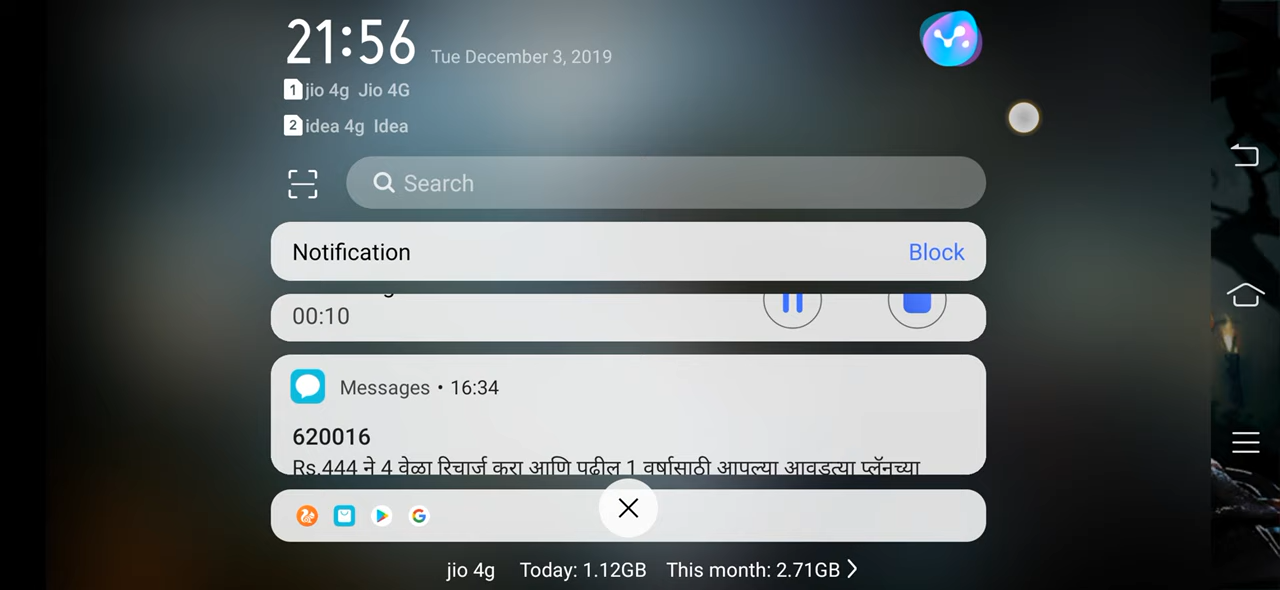 21:56 Tue December 3, 2019
1 jio 4g Jio 4G
2 idea 4g Idea
Search
Notification Block
00:10
Messages • 16:34
620016
Rs.444 ने 4 वेळा रिचार्ज करा आणि पुढील 1 वर्षासाठी आपल्या आवडत्या प्लॅनच्या
jio 4g Today: 1.12GB This month: 2.71GB